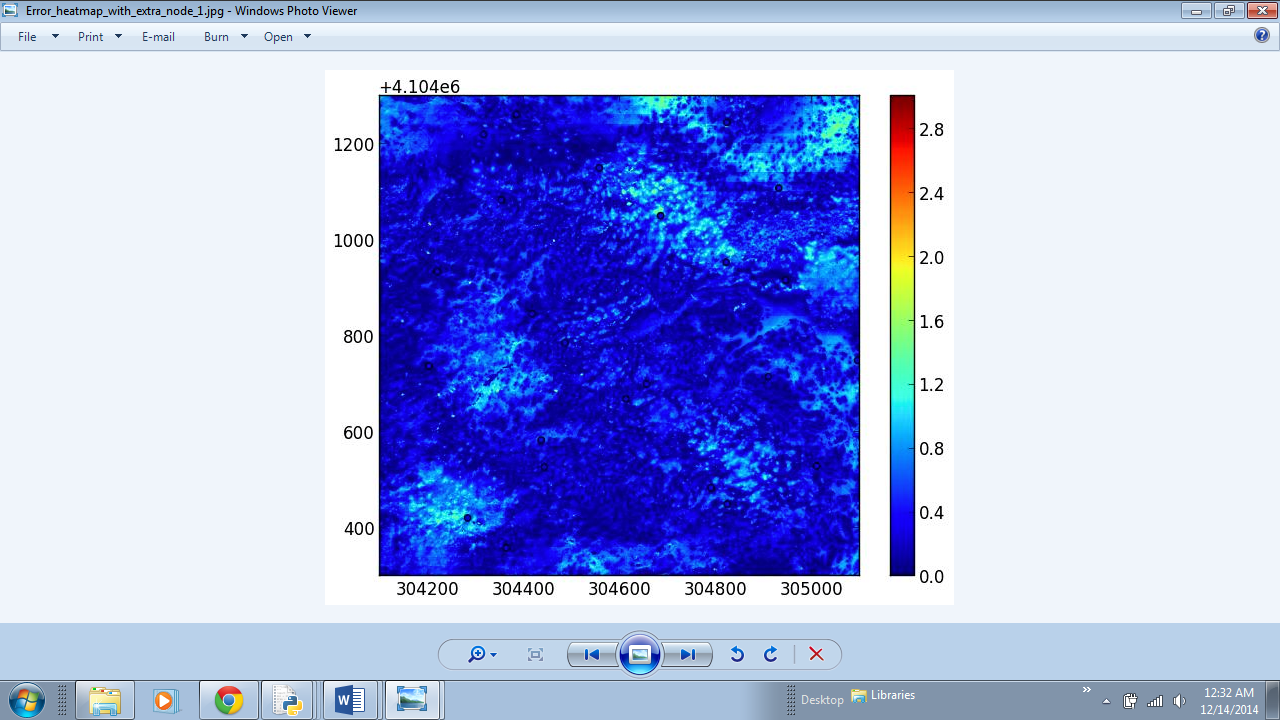 Error_heatmap_with_extra_node_1.jpg - Windows Photo Viewer
File Print E-mail Burn Open
+4.104e6
1200
1000
800
600
400
304200 304400 304600 304800 305000
2.8
2.4
2.0
1.6
1.2
0.8
0.4
0.0
Desktop Libraries
12:32 AM
12/14/2014